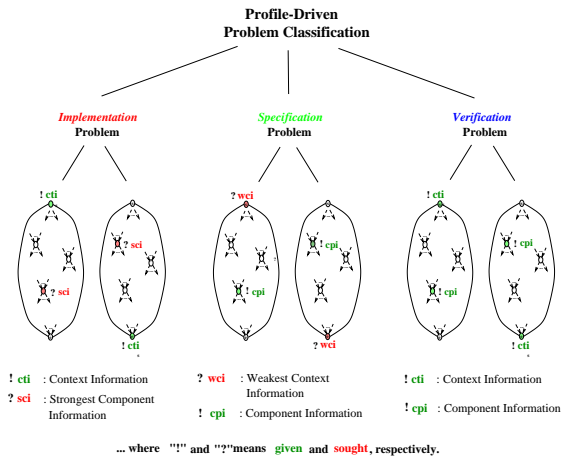 Profile-Driven
Problem Classification
Implementation
Problem
Specification
Problem
Verification
Problem
! cti
? wci
! cti
? sci
! cpi
! cpi
? sci
! cpi
! cpi
! cti
? wci
! cti
! cti : Context Information
? sci : Strongest Component
Information
? wci : Weakest Context
Information
! cpi : Component Information
! cti : Context Information
! cpi : Component Information
... where "!" and "?"means given and sought, respectively.